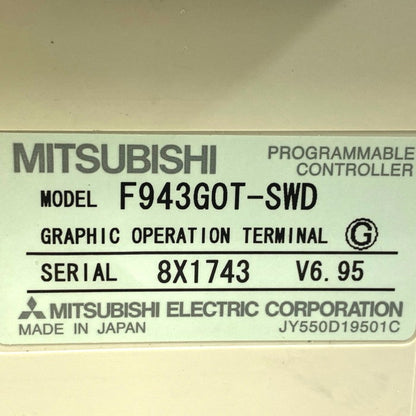 MITSUBISHI PROGRAMMABLE CONTROLLER
MODEL F943GOT-SWD
GRAPHIC OPERATION TERMINAL G
SERIAL 8X1743 V6.95
MITSUBISHI ELECTRIC CORPORATION
MADE IN JAPAN JY550D19501C